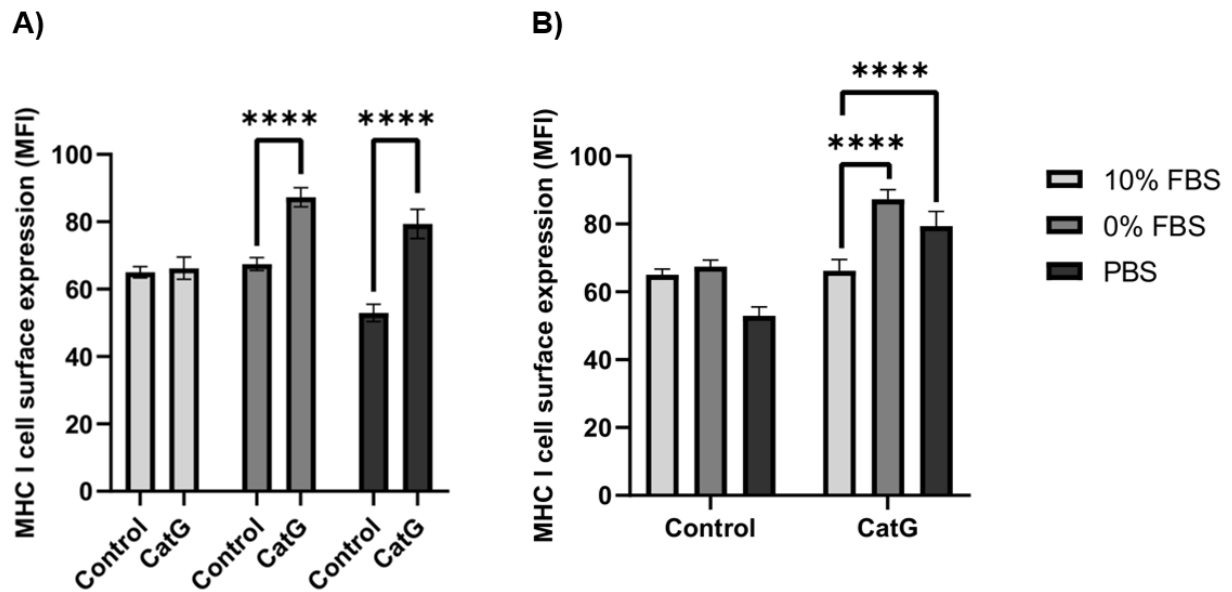 A)
MHC I cell surface expression (MFI)
100
80
60
40
20
0
**** ****
Control
CatG
Control
CatG
Control
CatG
B)
MHC I cell surface expression (MFI)
100
80
60
40
20
0
****
****
Control
CatG
10% FBS
0% FBS
PBS